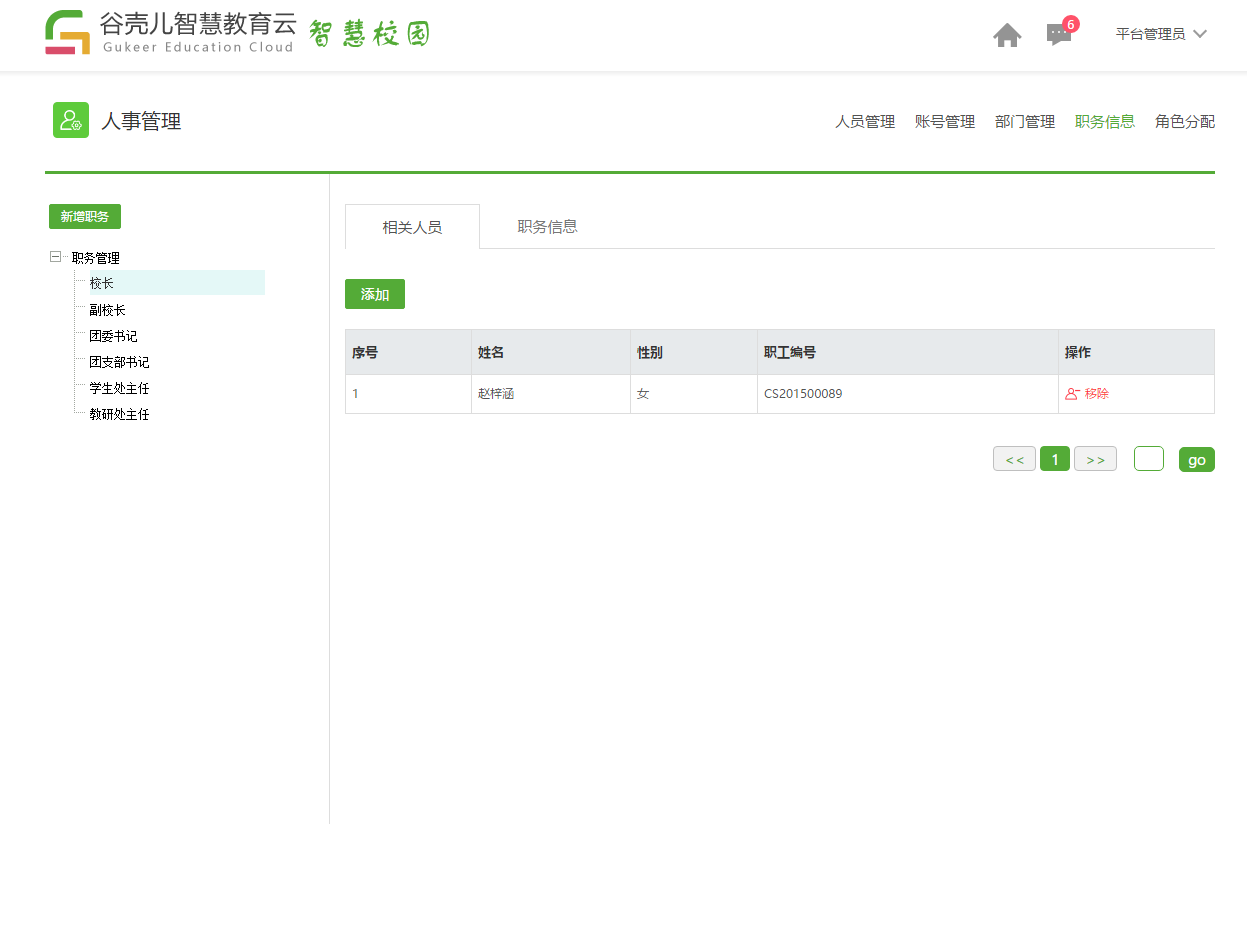 谷壳儿智慧教育云 智慧校园
Gukeer Education Cloud
6
平台管理员
人事管理
人员管理 账号管理 部门管理 职务信息 角色分配
新增职务
职务管理
校长
副校长
团委书记
团支部书记
学生处主任
教研处主任
相关人员 职务信息
添加
序号 姓名 性别 职工编号 操作
1 赵梓涵 女 CS201500089 移除
<< 1 >> go